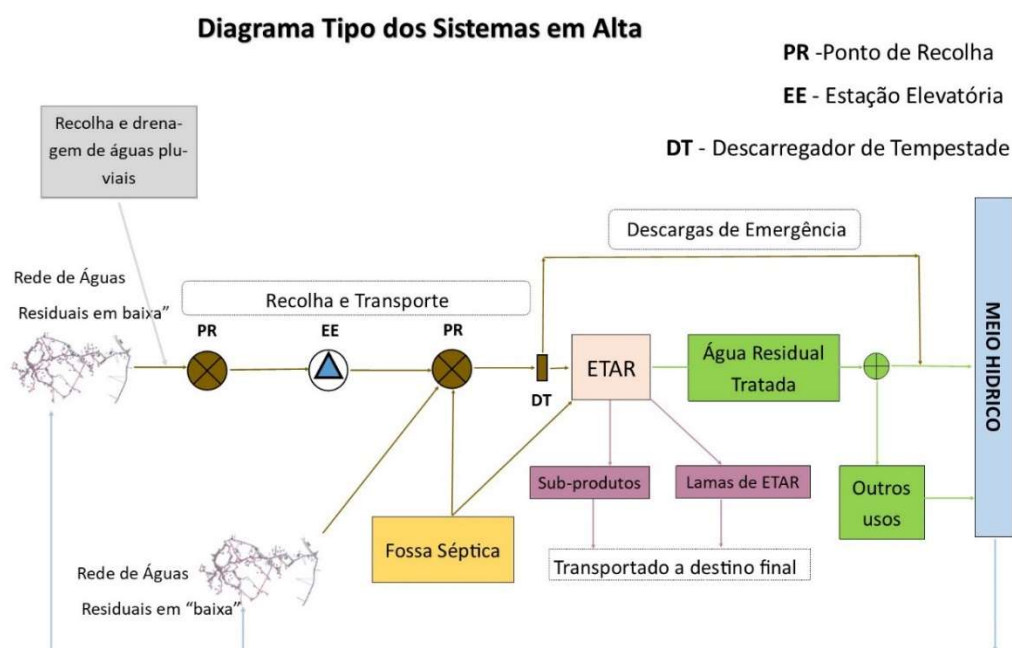 Diagrama Tipo dos Sistemas em Alta
PR -Ponto de Recolha
EE - Estação Elevatória
DT - Descarregador de Tempestade
Recolha e drena-
gem de águas plu-
viais
Descargas de Emergência
Rede de Águas
Residuais em baixa”
Recolha e Transporte
PR
EE
PR
DT
ETAR
Água Residual
Tratada
MEIO HIDRICO
Sub-produtos
Lamas de ETAR
Outros
usos
Fossa Séptica
Transportado a destino final
Rede de Águas
Residuais em “baixa”